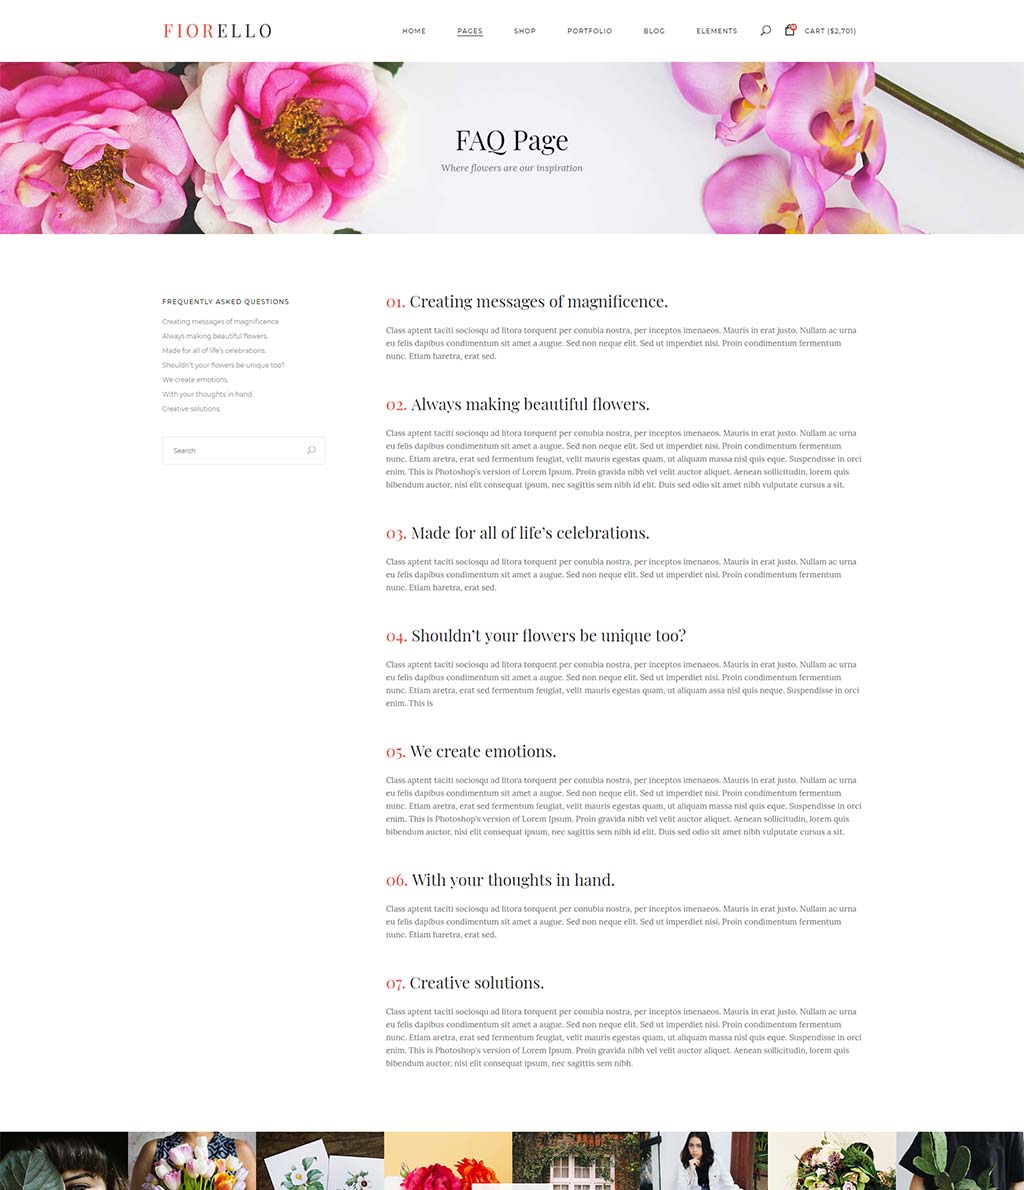 FIORELLO
HOME PAGES SHOP PORTFOLIO BLOG ELEMENTS CART ($2,701)
FAQ Page
Where flowers are our inspiration
FREQUENTLY ASKED QUESTIONS
Creating messages of magnificence.
Always making beautiful flowers.
Made for all of life's celebrations.
Shouldn't your flowers be unique too?
We create emotions.
With your thoughts in hand.
Creative solutions.
Search
01. Creating messages of magnificence.
Class aptent taciti sociosqu ad litora torquent per conubia nostra, per inceptos imenaeos. Mauris in erat justo. Nullam ac urna
eu felis dapibus condimentum sit amet a augue. Sed non neque elit. Sed ut imperdiet nisi. Proin condimentum fermentum
nunc. Etiam haretra, erat sed.
02. Always making beautiful flowers.
Class aptent taciti sociosqu ad litora torquent per conubia nostra, per inceptos imenaeos. Mauris in erat justo. Nullam ac urna
eu felis dapibus condimentum sit amet a augue. Sed non neque elit. Sed ut imperdiet nisi. Proin condimentum fermentum
nunc. Etiam aretra, erat sed fermentum feugiat, velit mauris egestas quam, ut aliquam massa nisl quis eque. Suspendisse in orci
enim. This is Photoshop's version of Lorem Ipsum. Proin gravida nibh vel velit auctor aliquet. Aenean sollicitudin, lorem quis
bibendum auctor, nisi elit consequat ipsum, nec sagittis sem nibh id elit. Duis sed odio sit amet nibh vulputate cursus a sit.
03. Made for all of life's celebrations.
Class aptent taciti sociosqu ad litora torquent per conubia nostra, per inceptos imenaeos. Mauris in erat justo. Nullam ac urna
eu felis dapibus condimentum sit amet a augue. Sed non neque elit. Sed ut imperdiet nisi. Proin condimentum fermentum
nunc. Etiam haretra, erat sed.
04. Shouldn't your flowers be unique too?
Class aptent taciti sociosqu ad litora torquent per conubia nostra, per inceptos imenaeos. Mauris in erat justo. Nullam ac urna
eu felis dapibus condimentum sit amet a augue. Sed non neque elit. Sed ut imperdiet nisi. Proin condimentum fermentum
nunc. Etiam aretra, erat sed fermentum feugiat, velit mauris egestas quam, ut aliquam assa nisl quis neque. Suspendisse in orci
enim. This is
05. We create emotions.
Class aptent taciti sociosqu ad litora torquent per conubia nostra, per inceptos imenaeos. Mauris in erat justo. Nullam ac urna
eu felis dapibus condimentum sit amet a augue. Sed non neque elit. Sed ut imperdiet nisi. Proin condimentum fermentum
nunc. Etiam aretra, erat sed fermentum feugiat, velit mauris egestas quam, ut aliquam massa nisl quis eque. Suspendisse in orci
enim. This is Photoshop's version of Lorem Ipsum. Proin gravida nibh vel velit auctor aliquet. Aenean sollicitudin, lorem quis
bibendum auctor, nisi elit consequat ipsum, nec sagittis sem nibh id elit. Duis sed odio sit amet nibh vulputate cursus a sit.
06. With your thoughts in hand.
Class aptent taciti sociosqu ad litora torquent per conubia nostra, per inceptos imenaeos. Mauris in erat justo. Nullam ac urna
eu felis dapibus condimentum sit amet a augue. Sed non neque elit. Sed ut imperdiet nisi. Proin condimentum fermentum
nunc. Etiam haretra, erat sed.
07. Creative solutions.
Class aptent taciti sociosqu ad litora torquent per conubia nostra, per inceptos imenaeos. Mauris in erat justo. Nullam ac urna
eu felis dapibus condimentum sit amet a augue. Sed non neque elit. Sed ut imperdiet nisi. Proin condimentum fermentum
nunc. Etiam aretra, erat sed fermentum feugiat, velit mauris egestas quam, ut aliquam massa nisl quis eque. Suspendisse in orci
enim. This is Photoshop's version of Lorem Ipsum. Proin gravida nibh vel velit auctor aliquet. Aenean sollicitudin, lorem quis
bibendum auctor, nec sagittis sem nibh.